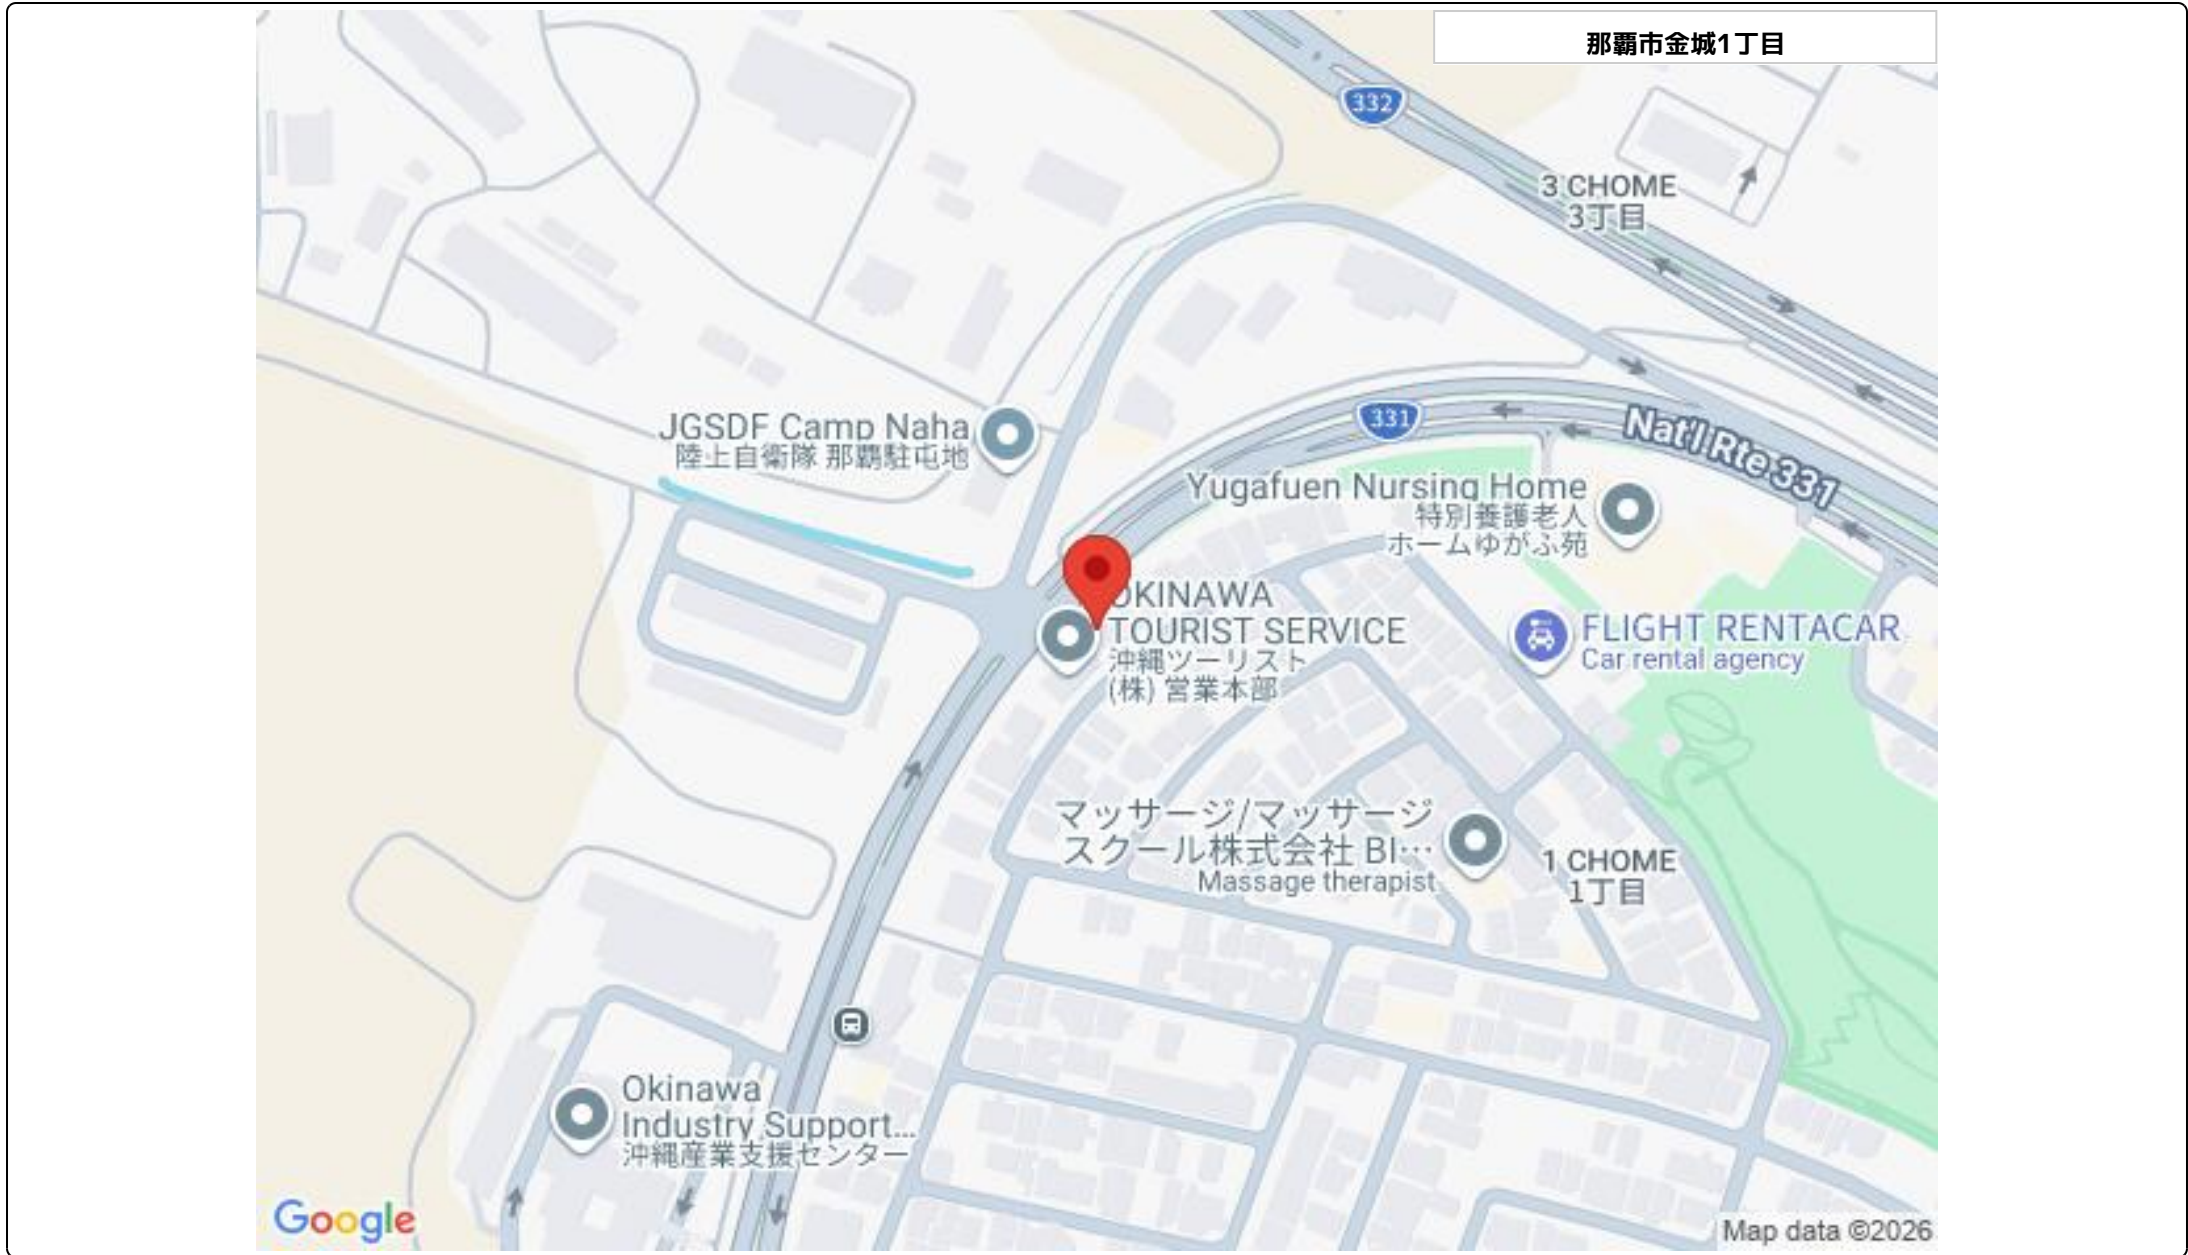 那覇市金城1丁目
332
3 CHOME
3丁目
331
Nat'l Rte 331
JGSDF Camp Naha
陸上自衛隊 那覇駐屯地
Yugafuen Nursing Home
特別養護老人
ホームゆがふ苑
OKINAWA
TOURIST SERVICE
沖縄ツーリスト
(株) 営業本部
FLIGHT RENTACAR
Car rental agency
マッサージ/マッサージ
スクール株式会社 BI…
Massage therapist
1 CHOME
1丁目
Okinawa
Industry Support...
沖縄産業支援センター
Google
Map data ©2026